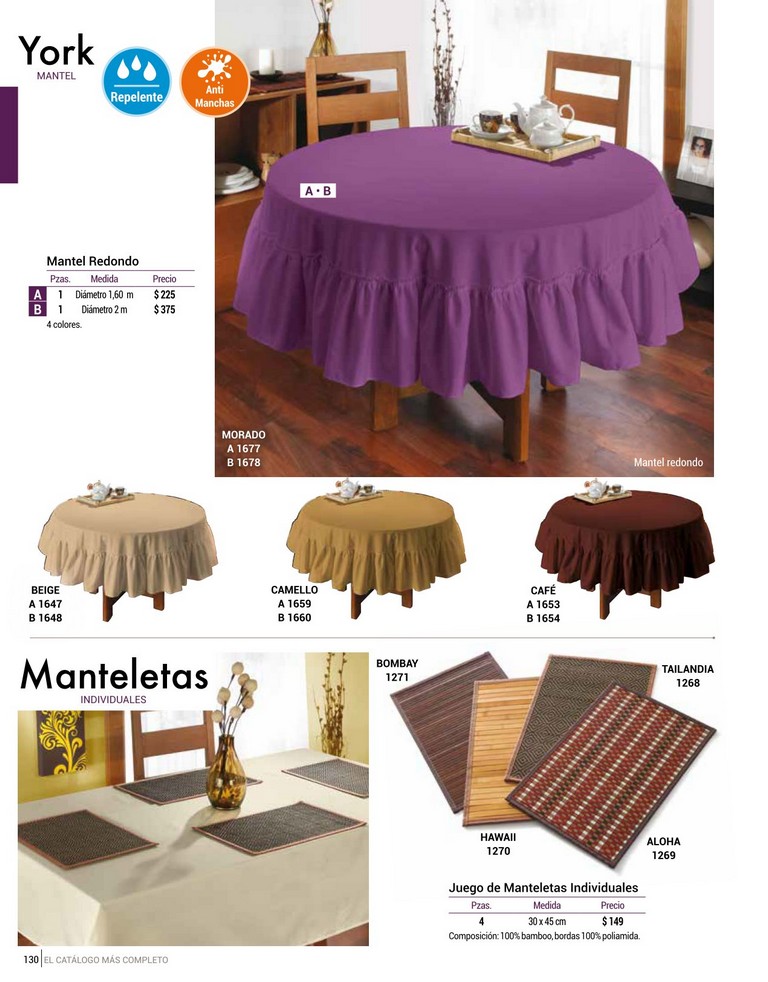 York
MANTEL
Repelente
Anti
Manchas
A • B
Mantel Redondo
Pzas. Medida Precio
A 1 Diámetro 1,60 m $ 225
B 1 Diámetro 2 m $ 375
4 colores.
MORADO
A 1677
B 1678
Mantel redondo
BEIGE
A 1647
B 1648
CAMELLO
A 1659
B 1660
CAFÉ
A 1653
B 1654
Manteletas
INDIVIDUALES
BOMBAY
1271
TAILANDIA
1268
HAWAII
1270
ALOHA
1269
Juego de Manteletas Individuales
Pzas. Medida Precio
4 30 x 45 cm $ 149
Composición: 100% bamboo, bordas 100% poliamida.
130 EL CATÁLOGO MÁS COMPLETO